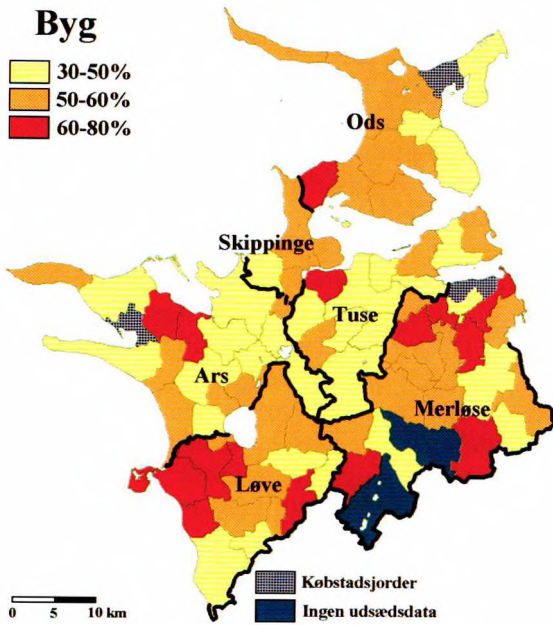 Byg
30-50%
50-60%
60-80%
Ods
Skippinge
Tuse
Ars
Merløse
Løve
0 5 10 km
Købstadsjorder
Ingen udsædsdata